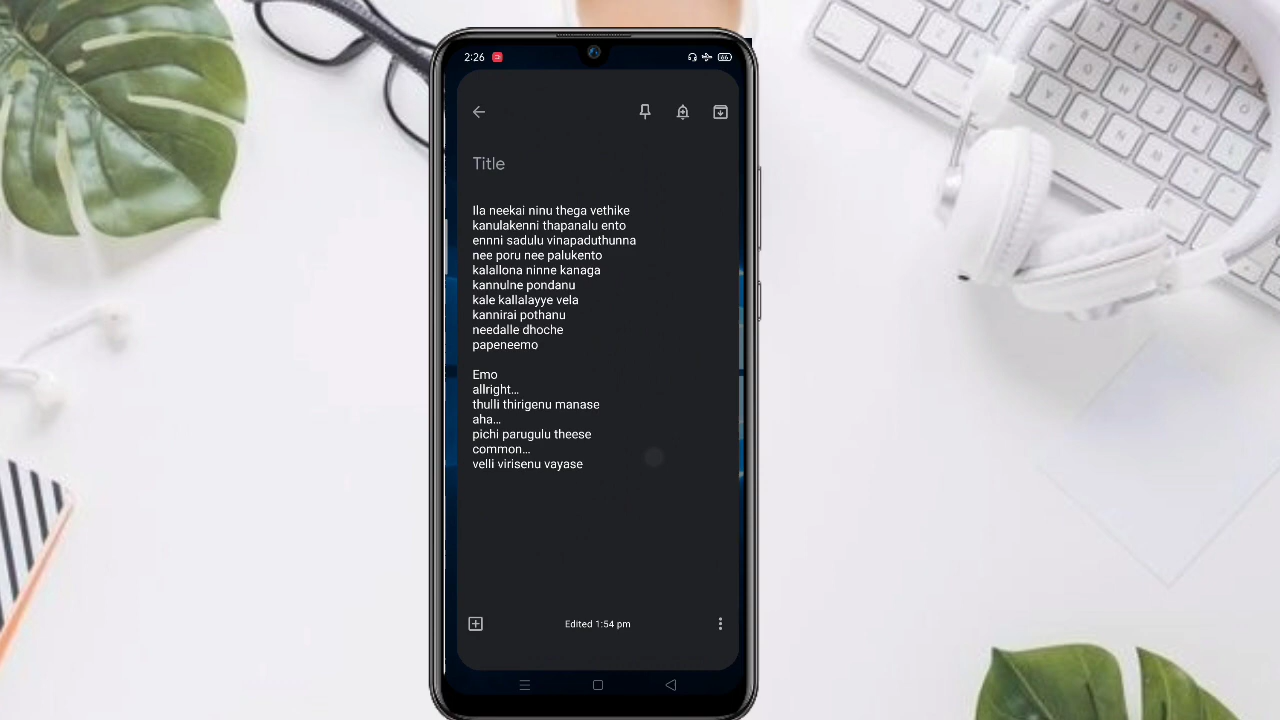 2:26
66
Title
Ila neekai ninu thega vethike
kanulakenni thapanalu ento
ennni sadulu vinapaduthunna
nee poru nee palukento
kalallona ninne kanaga
kannulne pondanu
kale kallalayye vela
kannirai pothanu
needalle dhoche
papeneemo
Emo
allright...
thulli thirigenu manase
aha...
pichi parugulu theese
common...
velli virisenu vayase
Edited 1:54 pm